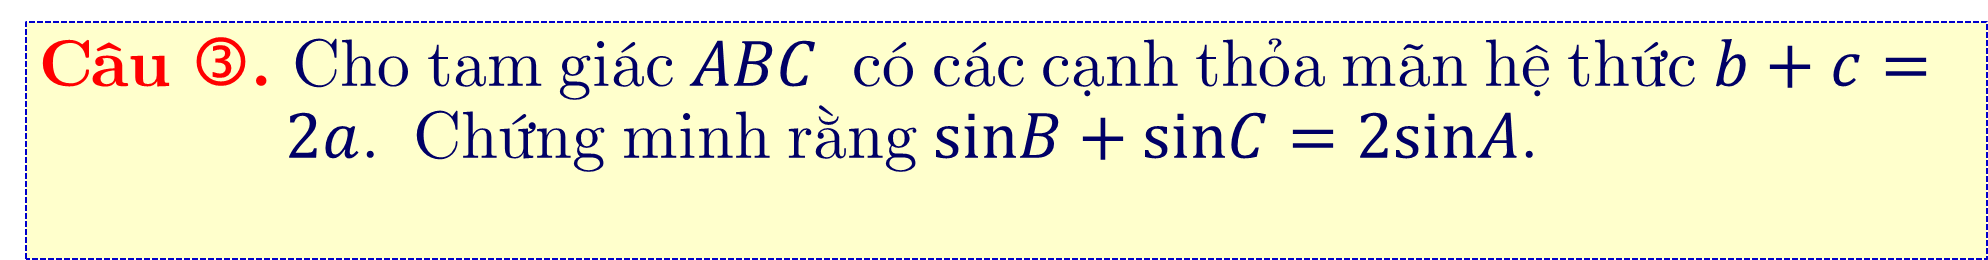 Câu ③. Cho tam giác ABC có các cạnh thỏa mãn hệ thức b + c =
2a. Chứng minh rằng sinB + sinC = 2sinA.